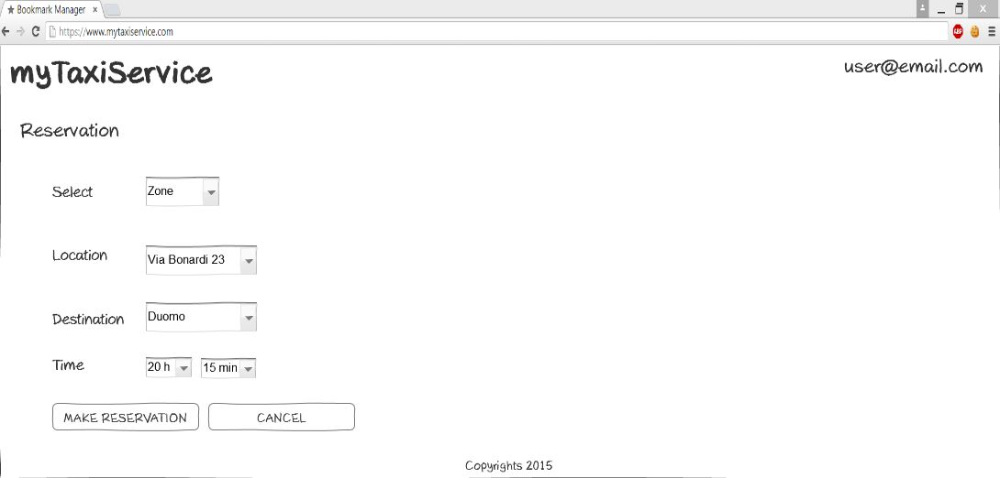 Bookmark Manager
https://www.mytaxiservice.com
ABP
myTaxiService
user@email.com
Reservation
Select Zone
Location Via Bonardi 23
Destination Duomo
Time 20 h 15 min
MAKE RESERVATION CANCEL
Copyrights 2015